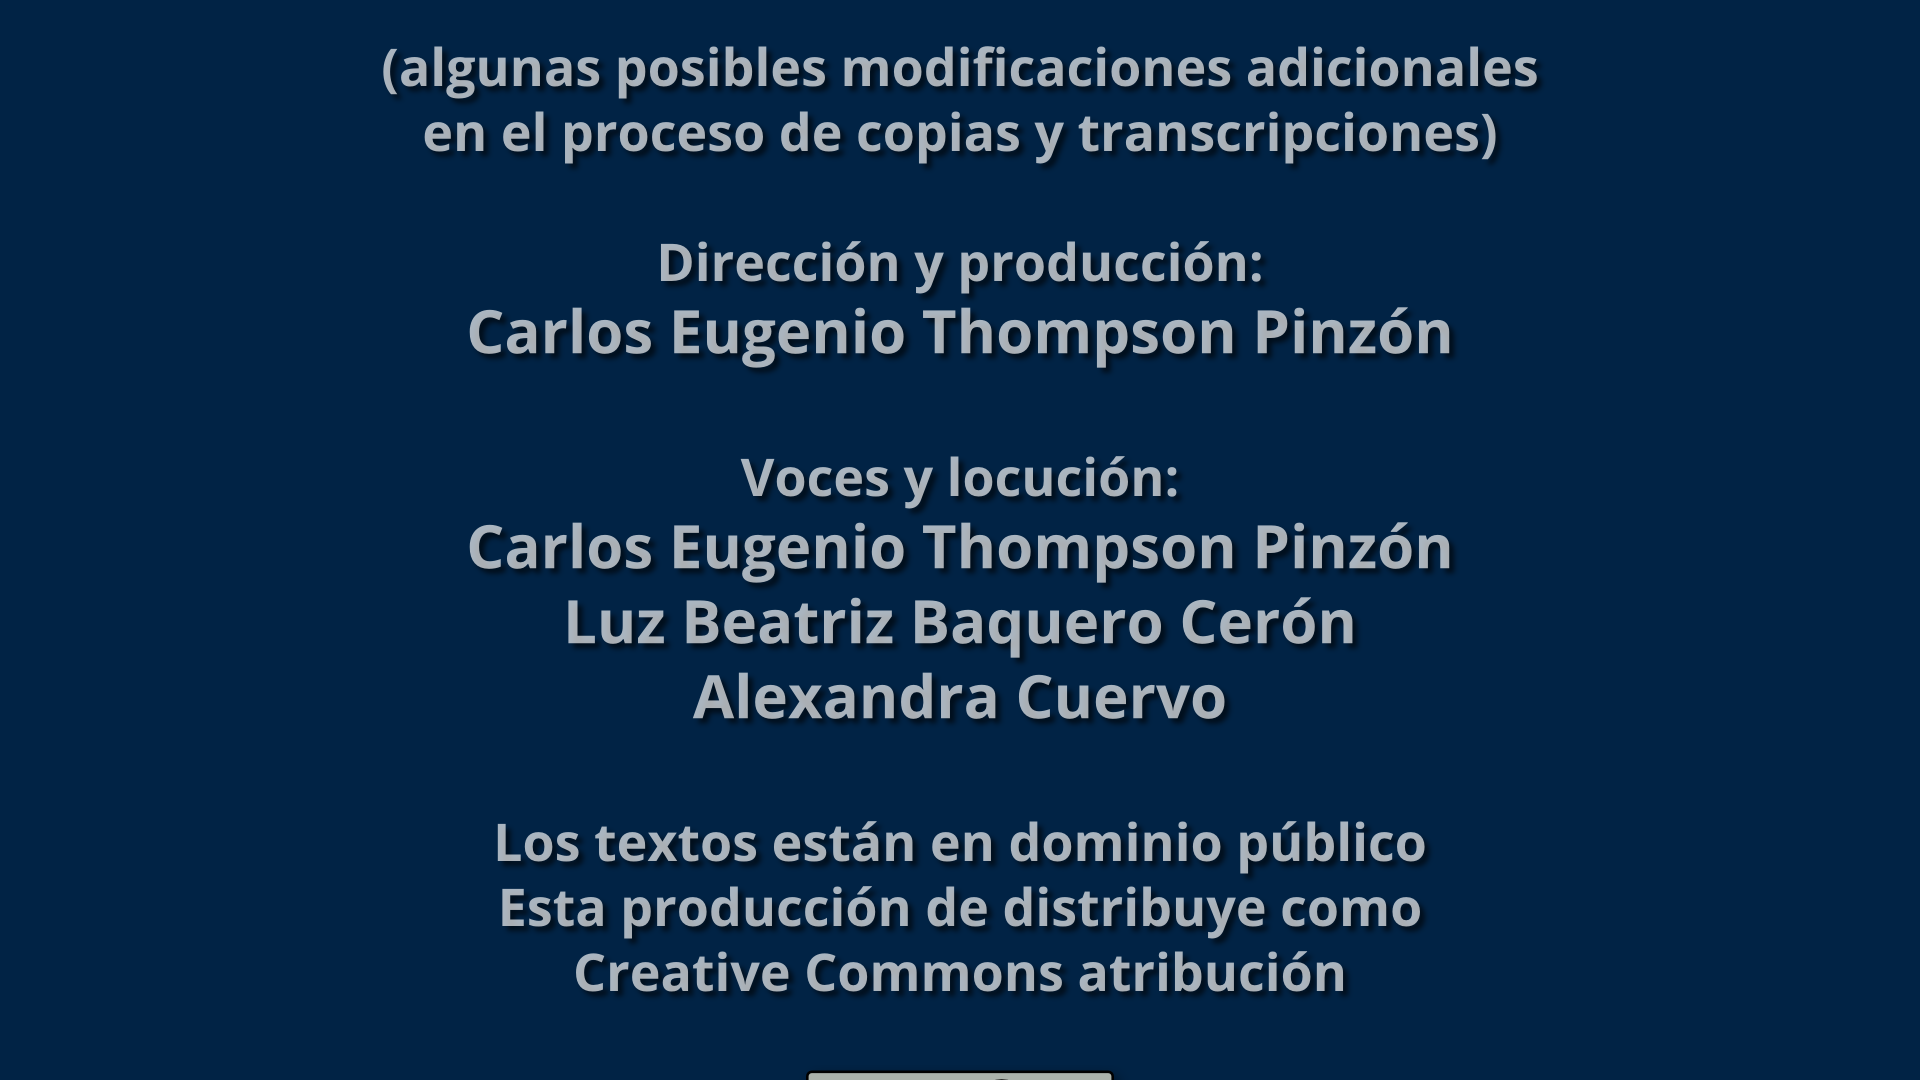 (algunas posibles modificaciones adicionales
en el proceso de copias y transcripciones)
Dirección y producción:
Carlos Eugenio Thompson Pinzón
Voces y locución:
Carlos Eugenio Thompson Pinzón
Luz Beatriz Baquero Cerón
Alexandra Cuervo
Los textos están en dominio público
Esta producción de distribuye como
Creative Commons atribución